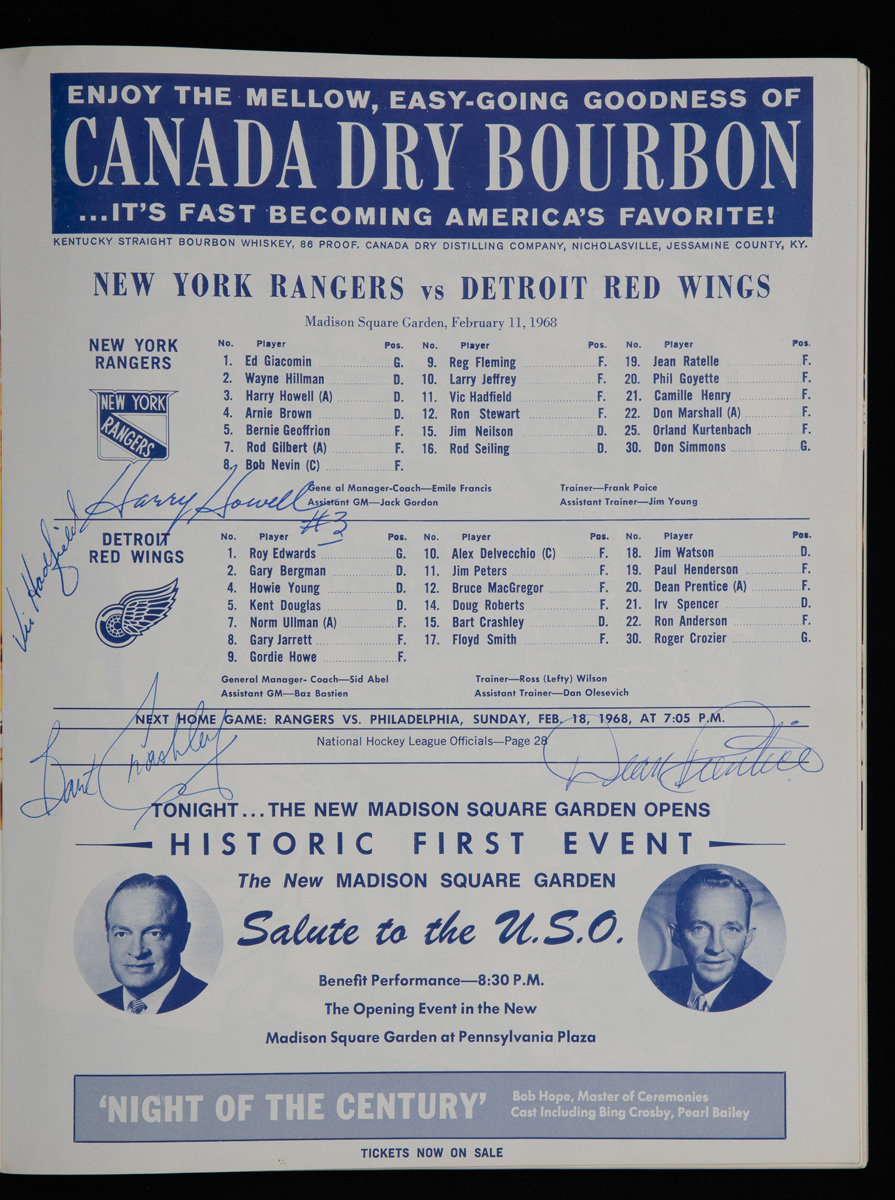 ENJOY THE MELLOW, EASY-GOING GOODNESS OF
CANADA DRY BOURBON
...IT'S FAST BECOMING AMERICA'S FAVORITE!
KENTUCKY STRAIGHT BOURBON WHISKEY, 86 PROOF. CANADA DRY DISTILLING COMPANY, NICHOLASVILLE, JESSAMINE COUNTY, KY.
NEW YORK RANGERS vs DETROIT RED WINGS
Madison Square Garden, February 11, 1968
NEW YORK
RANGERS
NEW YORK
RANGERS
No. Player Pos. No. Player Pos. No. Player Pos.
1. Ed Giacomin G. 9. Reg Fleming F. 19. Jean Ratelle F.
2. Wayne Hillman D. 10. Larry Jeffrey F. 20. Phil Goyette F.
3. Harry Howell (A) D. 11. Vic Hadfield F. 21. Camille Henry F.
4. Arnie Brown D. 12. Ron Stewart F. 22. Don Marshall (A) F.
5. Bernie Geoffrion F. 15. Jim Neilson D. 25. Orland Kurtenbach F.
7. Rod Gilbert (A) F. 16. Rod Seiling D. 30. Don Simmons G.
8. Bob Nevin (C) F.
Gene al Manager-Coach—Emile Francis Trainer—Frank Paice
Assistant GM—Jack Gordon Assistant Trainer—Jim Young
Harry Howell
#3
Vic Hadfield
DETROIT
RED WINGS
No. Player Pos. No. Player Pos. No. Player Pos.
1. Roy Edwards G. 10. Alex Delvecchio (C) F. 18. Jim Watson D.
2. Gary Bergman D. 11. Jim Peters F. 19. Paul Henderson F.
4. Howie Young D. 12. Bruce MacGregor F. 20. Dean Prentice (A) F.
5. Kent Douglas D. 14. Doug Roberts F. 21. Irv Spencer D.
7. Norm Ullman (A) F. 15. Bart Crashley D. 22. Ron Anderson F.
8. Gary Jarrett F. 17. Floyd Smith F. 30. Roger Crozier G.
9. Gordie Howe F.
General Manager- Coach—Sid Abel Trainer—Ross (Lefty) Wilson
Assistant GM—Baz Bastien Assistant Trainer—Dan Olesevich
NEXT HOME GAME: RANGERS VS. PHILADELPHIA, SUNDAY, FEB. 18, 1968, AT 7:05 P.M.
National Hockey League Officials—Page 28
Bart Crashley
Dean Prentice
TONIGHT...THE NEW MADISON SQUARE GARDEN OPENS
HISTORIC FIRST EVENT
The New MADISON SQUARE GARDEN
Salute to the U.S.O.
Benefit Performance—8:30 P.M.
The Opening Event in the New
Madison Square Garden at Pennsylvania Plaza
'NIGHT OF THE CENTURY'
Bob Hope, Master of Ceremonies
Cast Including Bing Crosby, Pearl Bailey
TICKETS NOW ON SALE